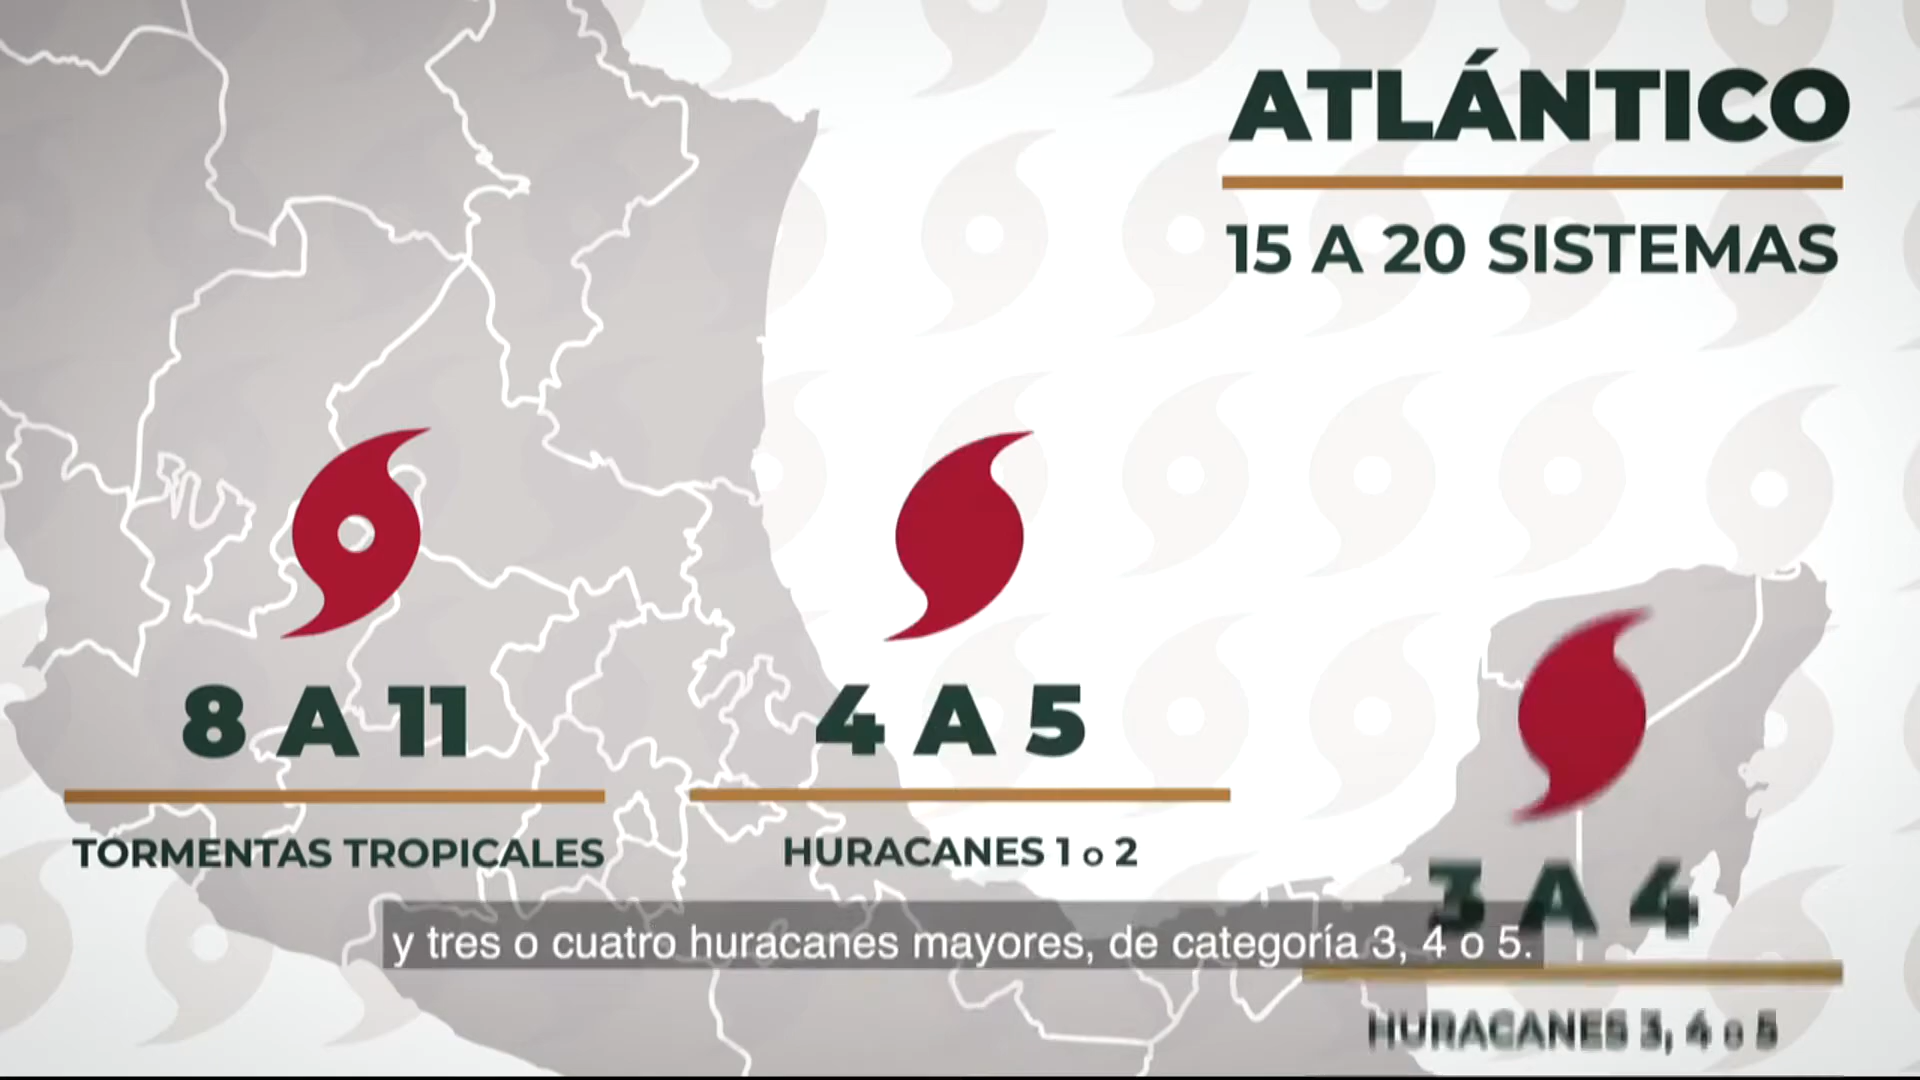 ATLÁNTICO
15 A 20 SISTEMAS
8 A 11
TORMENTAS TROPICALES
4 A 5
HURACANES 1 o 2
3 A 4
HURACANES 3, 4 o 5
y tres o cuatro huracanes mayores, de categoría 3, 4 o 5.